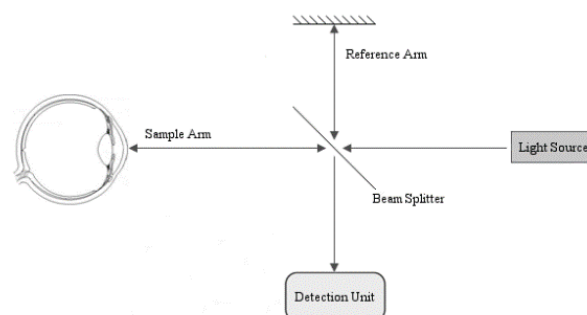 Reference Arm
Sample Arm
Light Source
Beam Splitter
Detection Unit